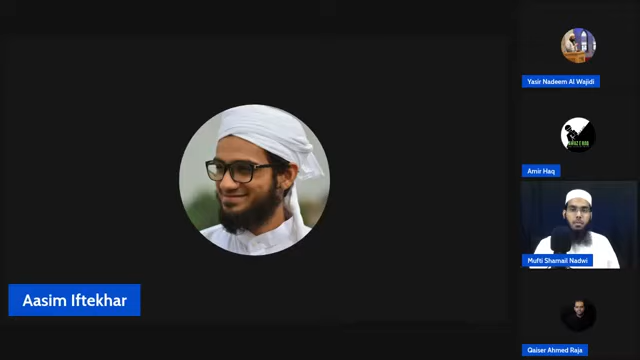 Yasir Nadeem Al Wajidi
Amir Haq
Mufti Shamail Nadwi
Aasim Iftekhar
Qaiser Ahmed Raja